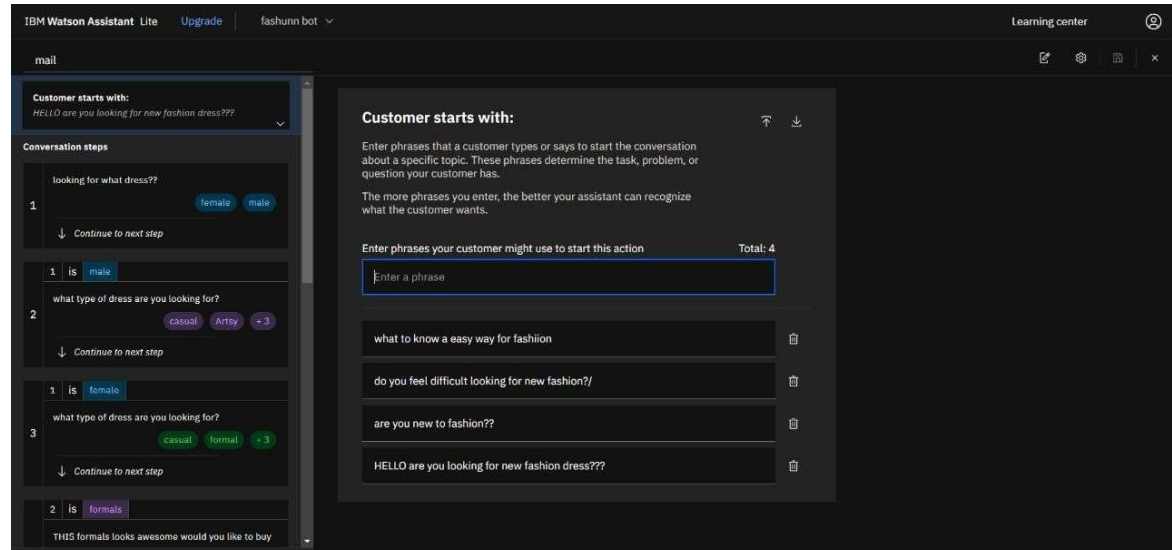 IBM Watson Assistant Lite Upgrade fashunn bot Learning center
mail
Customer starts with:
HELLO are you looking for new fashion dress???
Conversation steps
looking for what dress??
1
female male
Continue to next step
1 is male
what type of dress are you looking for?
2
casual Artsy + 3
Continue to next step
1 is female
what type of dress are you looking for?
3
casual formal + 3
Continue to next step
2 is formals
THIS formals looks awesome would you like to buy
Customer starts with:
Enter phrases that a customer types or says to start the conversation
about a specific topic. These phrases determine the task, problem, or
question your customer has.
The more phrases you enter, the better your assistant can recognize
what the customer wants.
Enter phrases your customer might use to start this action Total: 4
Enter a phrase
what to know a easy way for fashiion
do you feel difficult looking for new fashion?/
are you new to fashion??
HELLO are you looking for new fashion dress???